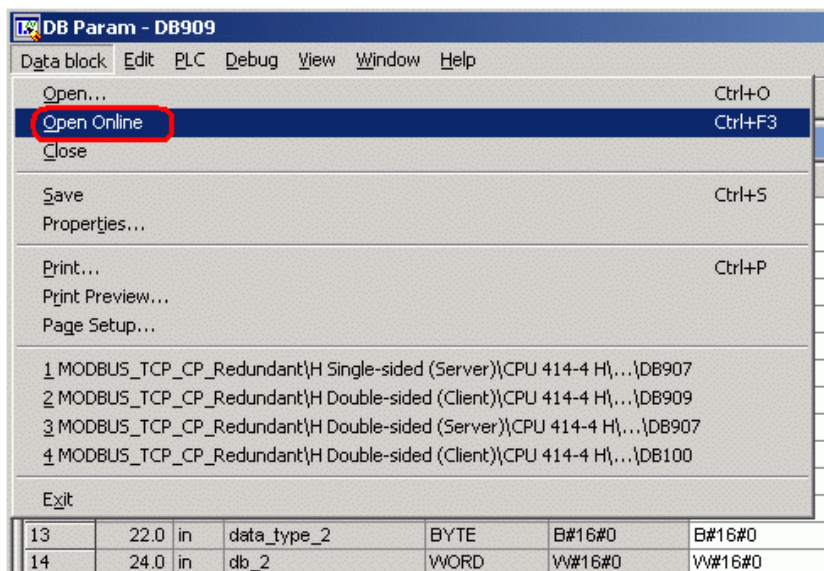 DB Param - DB909
Data block Edit PLC Debug View Window Help
Open... Ctrl+O
Open Online Ctrl+F3
Close
Save Ctrl+S
Properties...
Print... Ctrl+P
Print Preview...
Page Setup...
1 MODBUS_TCP_CP_Redundant\H Single-sided (Server)\CPU 414-4 H\...\DB907
2 MODBUS_TCP_CP_Redundant\H Double-sided (Client)\CPU 414-4 H\...\DB909
3 MODBUS_TCP_CP_Redundant\H Double-sided (Server)\CPU 414-4 H\...\DB907
4 MODBUS_TCP_CP_Redundant\H Double-sided (Client)\CPU 414-4 H\...\DB100
Exit
13 22.0 in data_type_2 BYTE B#16#0 B#16#0
14 24.0 in db_2 WORD W#16#0 W#16#0